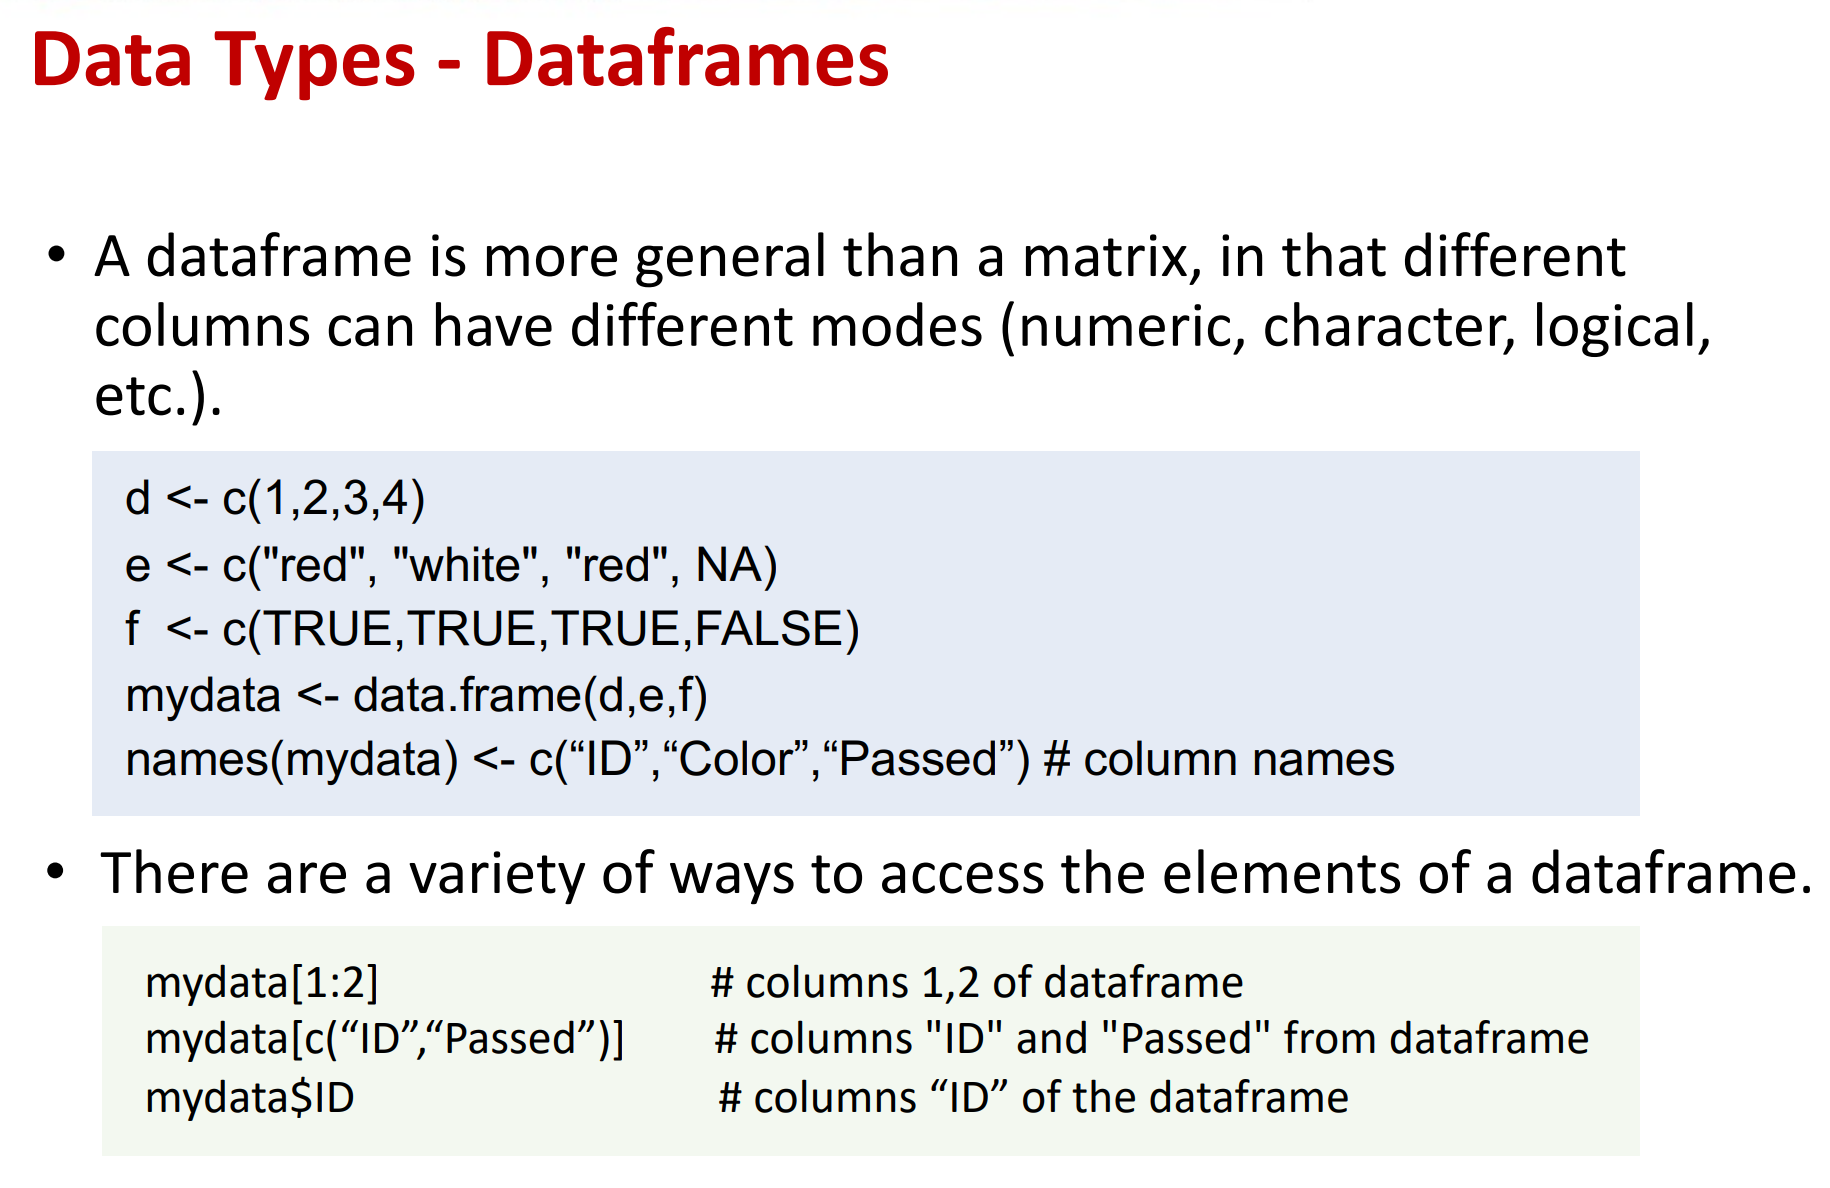 Data Types - Dataframes
• A dataframe is more general than a matrix, in that different
columns can have different modes (numeric, character, logical,
etc.).
d <- c(1,2,3,4)
e <- c("red", "white", "red", NA)
f  <- c(TRUE,TRUE,TRUE,FALSE)
mydata <- data.frame(d,e,f)
names(mydata) <- c(“ID”,“Color”,“Passed”) # column names
• There are a variety of ways to access the elements of a dataframe.
mydata[1:2] # columns 1,2 of dataframe
mydata[c(“ID”,“Passed”)] # columns "ID" and "Passed" from dataframe
mydata$ID # columns “ID” of the dataframe